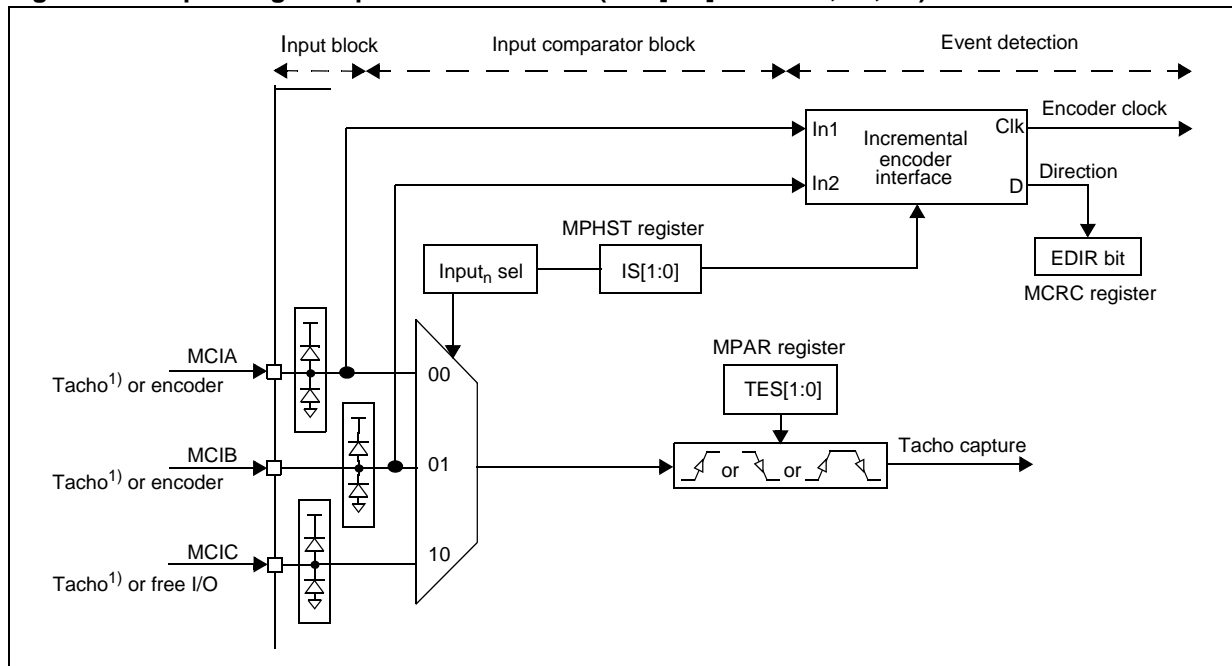 Input block
Input comparator block
Event detection
In1
Clk
Encoder clock
Incremental
encoder
interface
In2
D
Direction
MPHST register
Inputn sel
IS[1:0]
EDIR bit
MCRC register
MCIA
Tacho1) or encoder
00
MPAR register
TES[1:0]
MCIB
Tacho1) or encoder
01
or
or
Tacho capture
MCIC
Tacho1) or free I/O
10